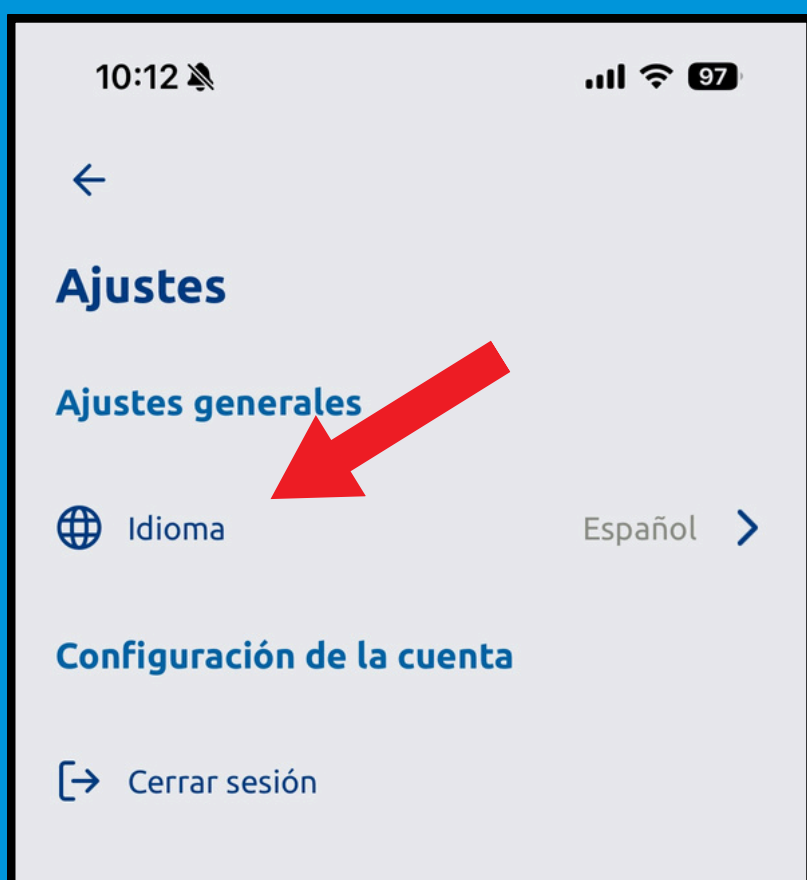 10:12
97
Ajustes
Ajustes generales
Idioma Español
Configuración de la cuenta
Cerrar sesión